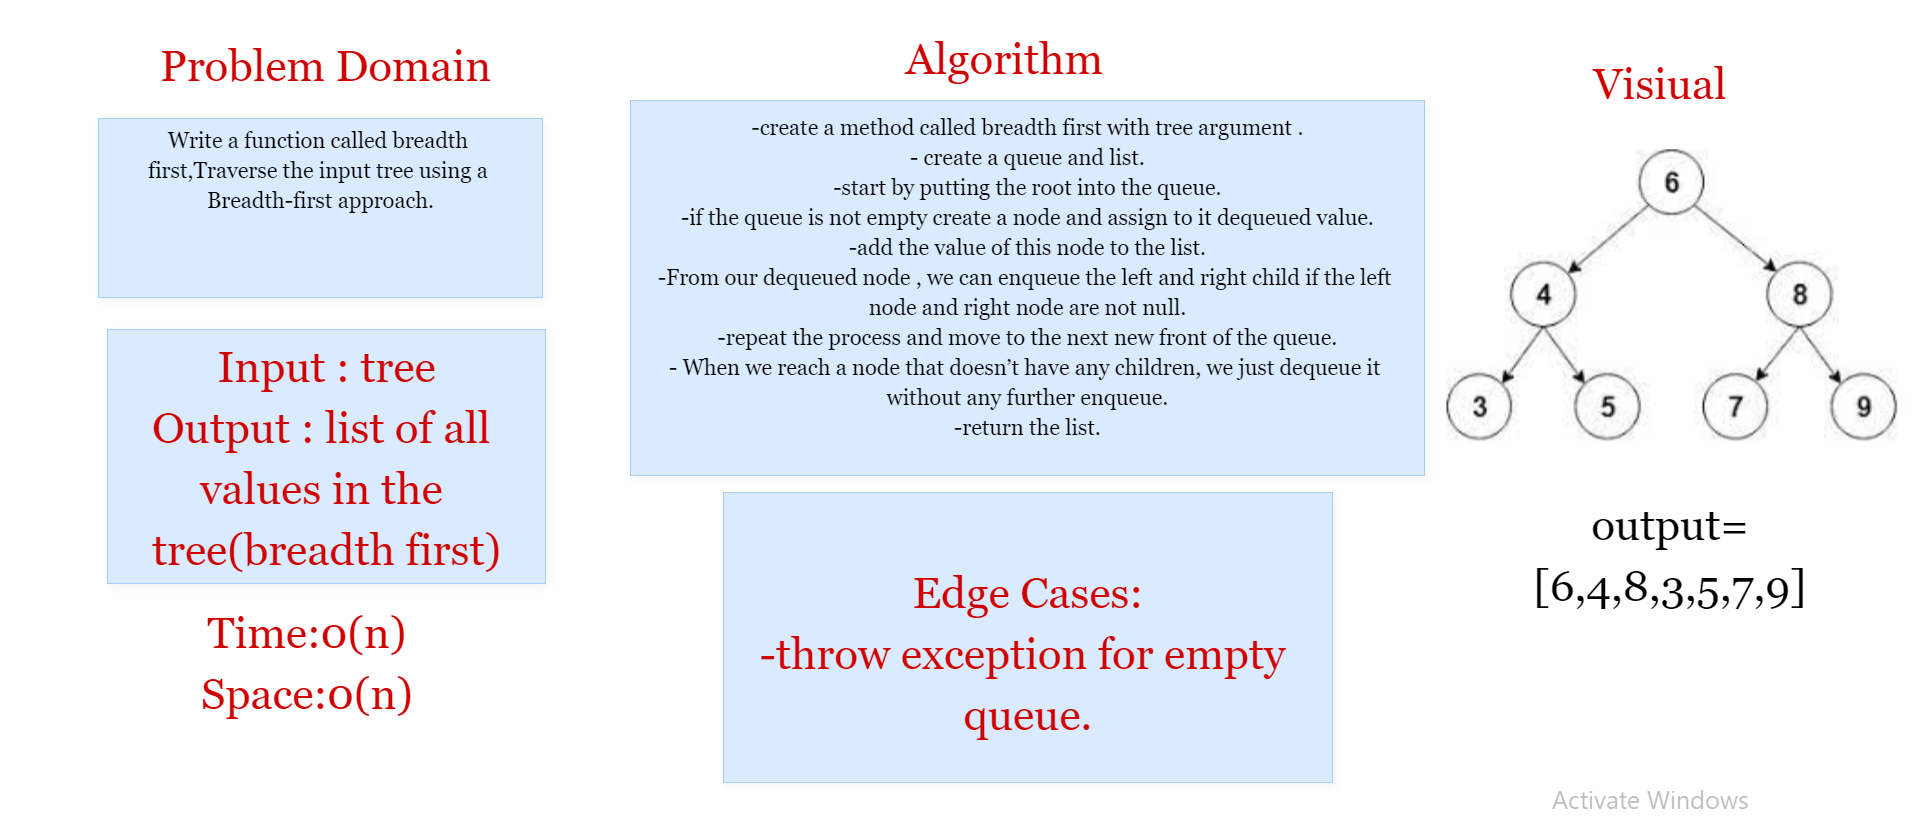 Problem Domain
Write a function called breadth
first,Traverse the input tree using a
Breadth-first approach.
Input : tree
Output : list of all
values in the
tree(breadth first)
Time:o(n)
Space:o(n)
Algorithm
-create a method called breadth first with tree argument .
- create a queue and list.
-start by putting the root into the queue.
-if the queue is not empty create a node and assign to it dequeued value.
-add the value of this node to the list.
-From our dequeued node , we can enqueue the left and right child if the left
node and right node are not null.
-repeat the process and move to the next new front of the queue.
- When we reach a node that doesn’t have any children, we just dequeue it
without any further enqueue.
-return the list.
Edge Cases:
-throw exception for empty
queue.
Visiual
6
4 8
3 5 7 9
output=
[6,4,8,3,5,7,9]
Activate Windows